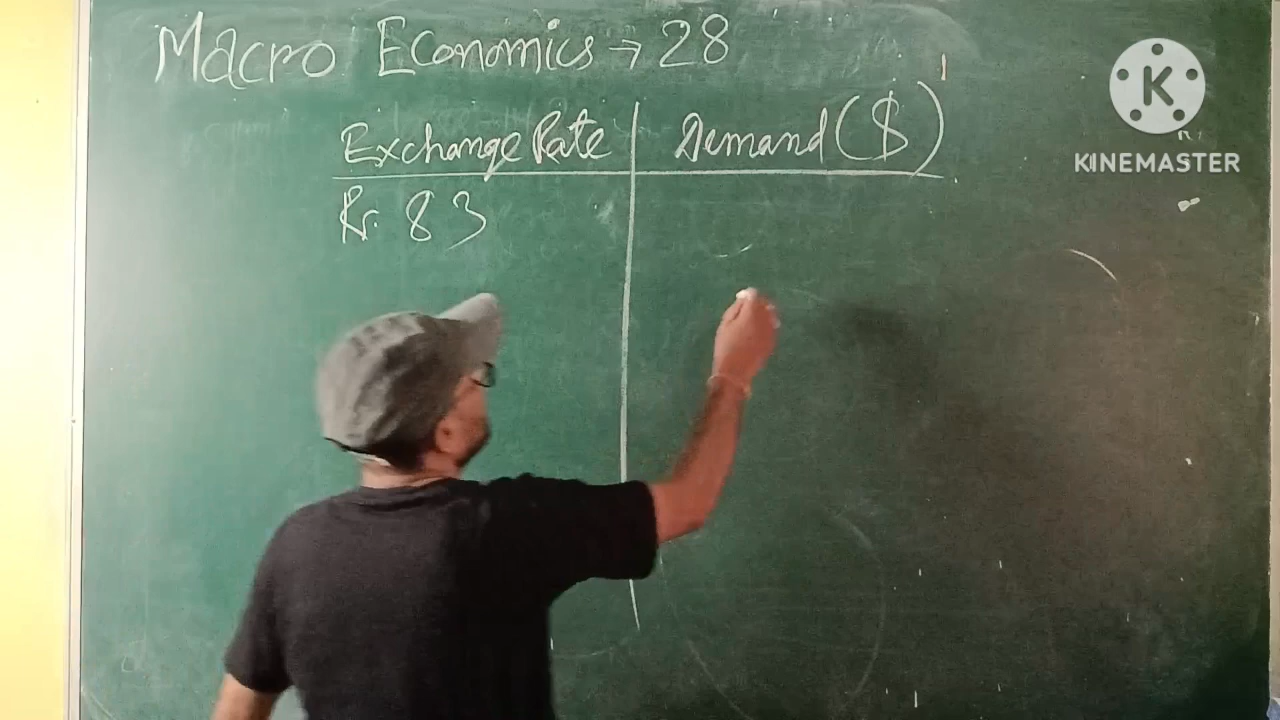 Macro Economics → 28
Exchange Rate Demand ($)
Rs. 83
K
KINEMASTER